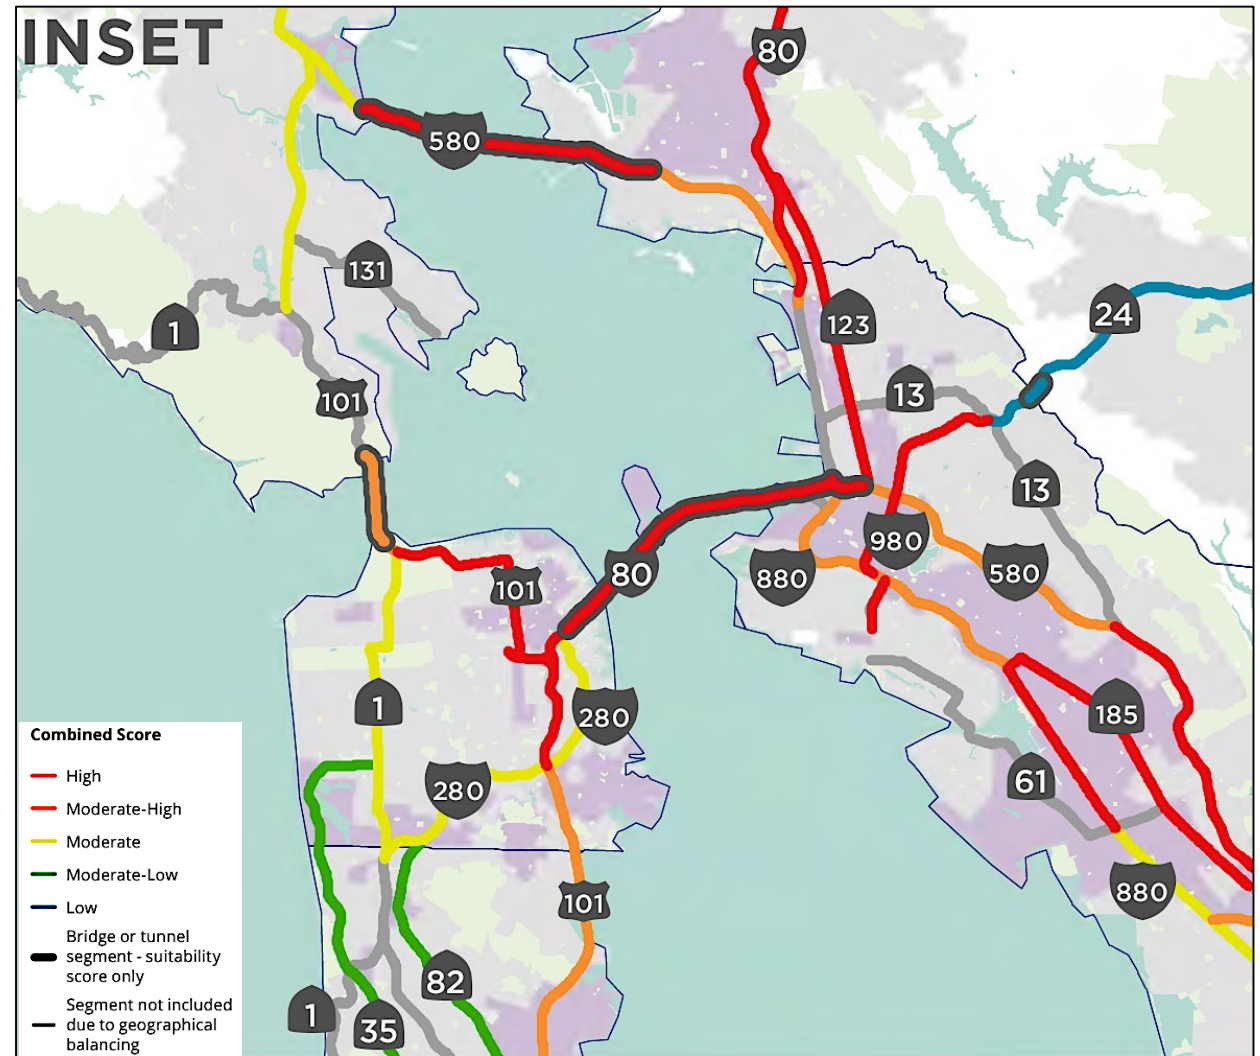 INSET
80
580
131
1
123
24
101
13
13
980
80
880
580
101
1
280
185
280
61
880
101
82
1
35
Combined Score
High
Moderate-High
Moderate
Moderate-Low
Low
Bridge or tunnel
segment - suitability
score only
Segment not included
due to geographical
balancing